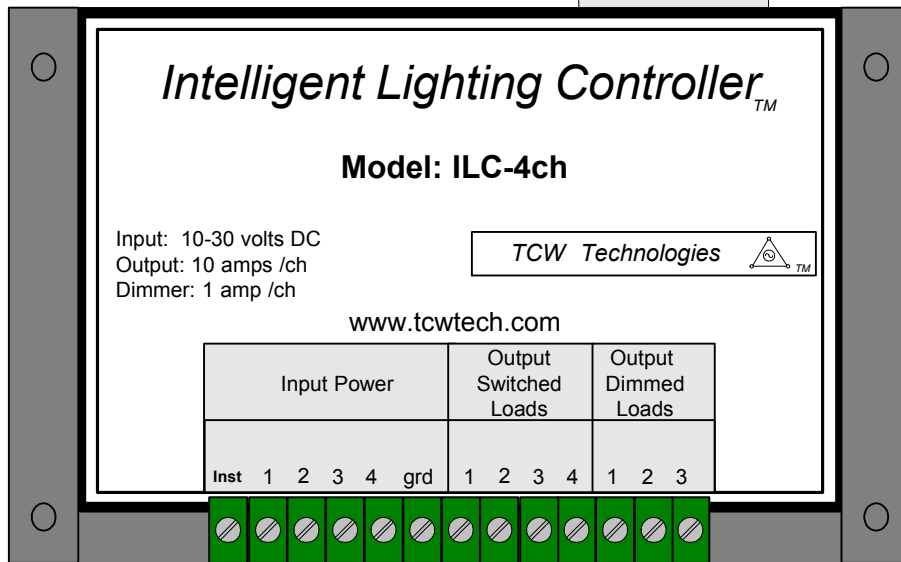 Intelligent Lighting Controller TM
Model: ILC-4ch
Input: 10-30 volts DC
Output: 10 amps /ch
Dimmer: 1 amp /ch
TCW Technologies TM
www.tcwtech.com
Input Power
Output
Switched
Loads
Output
Dimmed
Loads
Inst 1 2 3 4 grd 1 2 3 4 1 2 3